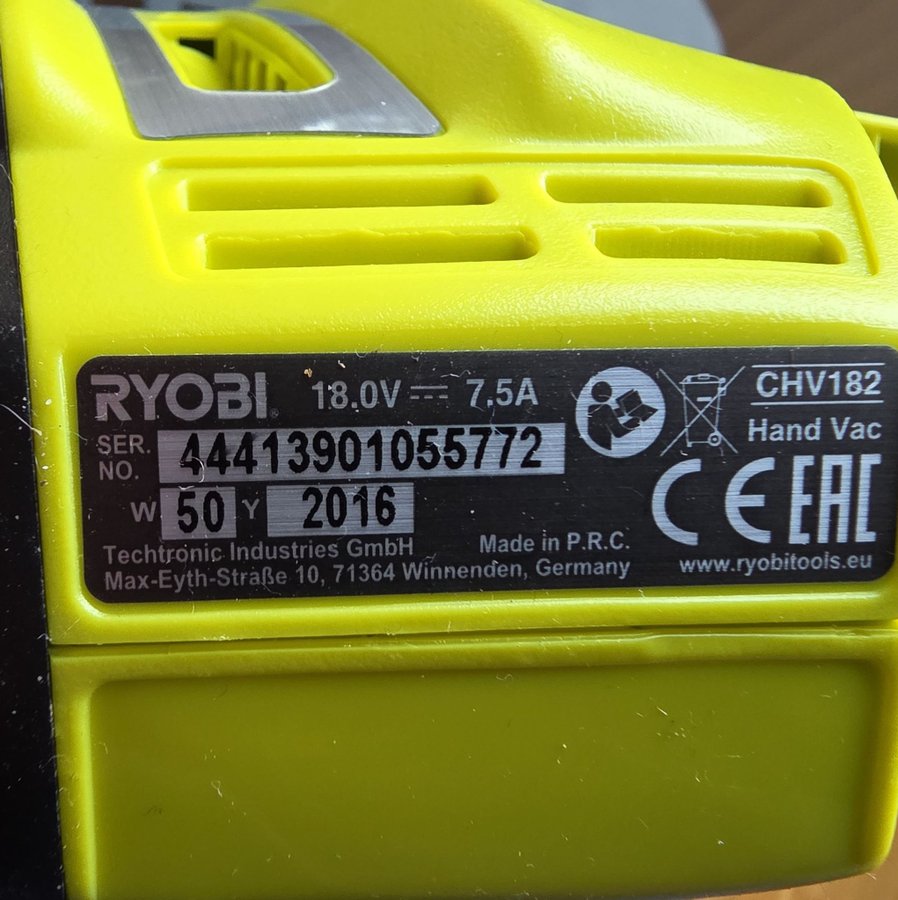 RYOBI 18.0V 7.5A CHV182
SER. NO. 44413901055772 Hand Vac
W 50 Y 2016 CE EAC
Techtronic Industries GmbH Made in P.R.C.
Max-Eyth-Straße 10, 71364 Winnenden, Germany www.ryobitools.eu